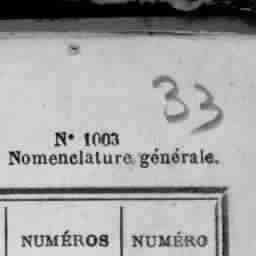 33
N° 1003
Nomenclature générale.
NUMÉROS
NUMÉRO